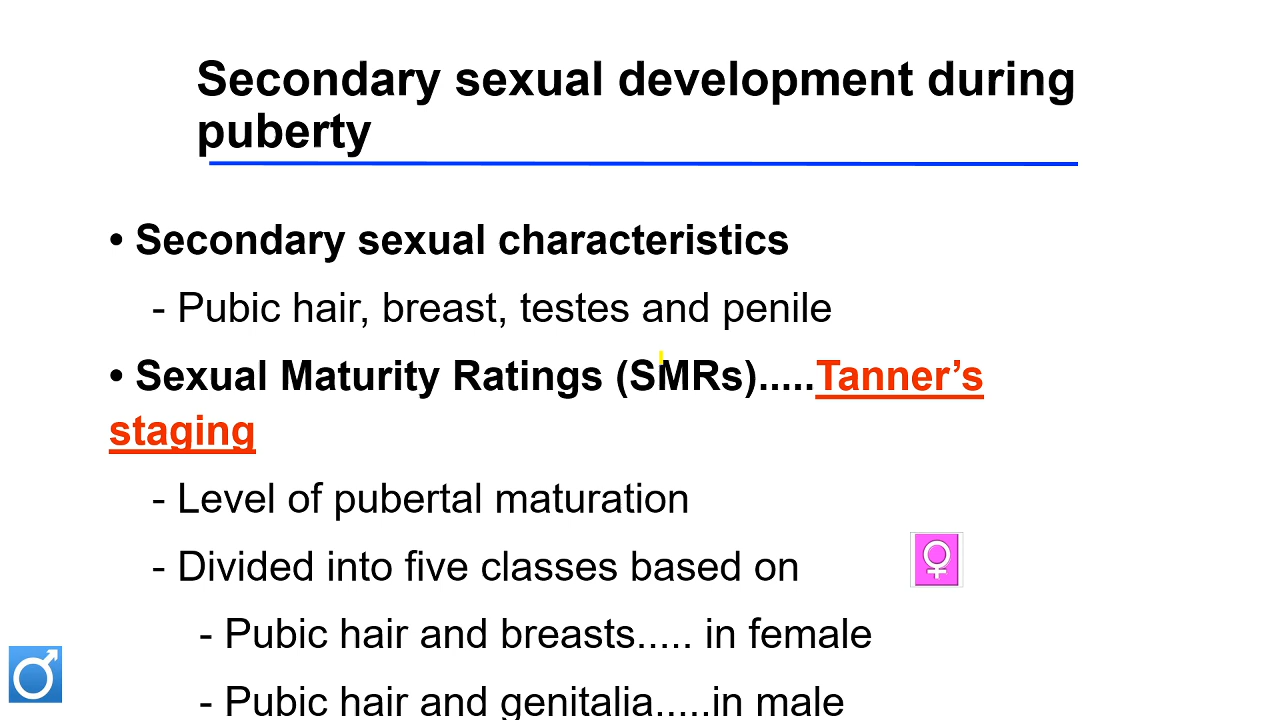 Secondary sexual development during
puberty
• Secondary sexual characteristics
- Pubic hair, breast, testes and penile
• Sexual Maturity Ratings (SMRs).....Tanner’s
staging
- Level of pubertal maturation
- Divided into five classes based on
- Pubic hair and breasts..... in female
- Pubic hair and genitalia.....in male